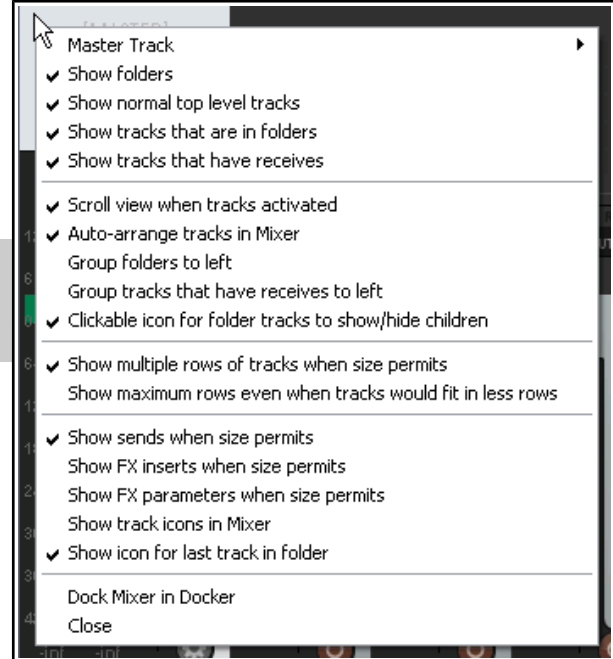 [MASTER]
Master Track
Show folders
Show normal top level tracks
Show tracks that are in folders
Show tracks that have receives
Scroll view when tracks activated
Auto-arrange tracks in Mixer
Group folders to left
Group tracks that have receives to left
Clickable icon for folder tracks to show/hide children
Show multiple rows of tracks when size permits
Show maximum rows even when tracks would fit in less rows
Show sends when size permits
Show FX inserts when size permits
Show FX parameters when size permits
Show track icons in Mixer
Show icon for last track in folder
Dock Mixer in Docker
Close
-inf -inf